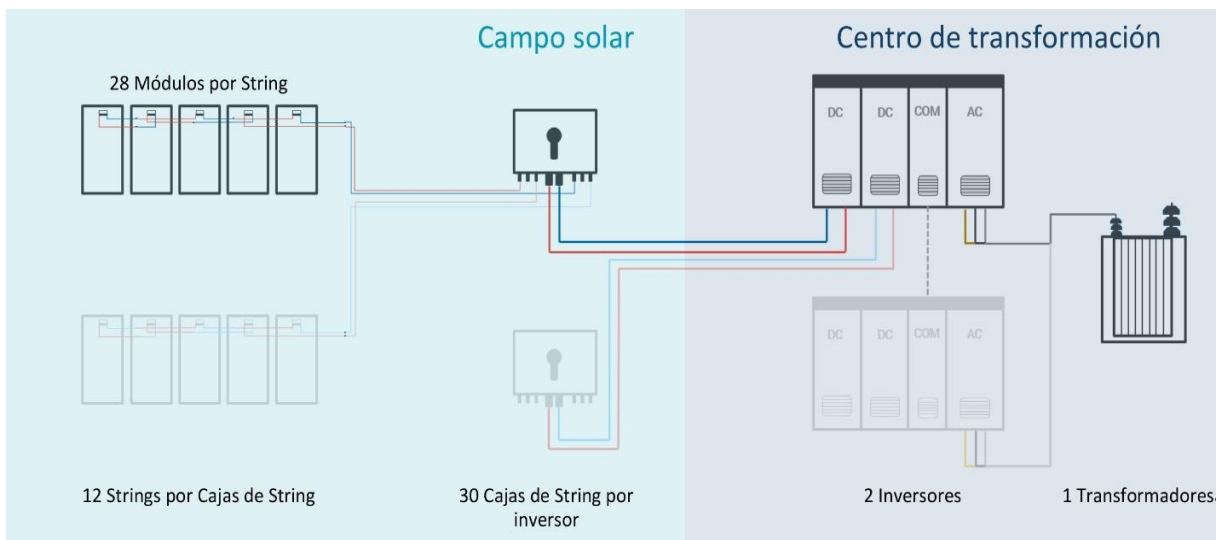 Campo solar
Centro de transformación
28 Módulos por String
DC DC COM AC
DC DC COM AC
12 Strings por Cajas de String
30 Cajas de String por
inversor
2 Inversores
1 Transformadores